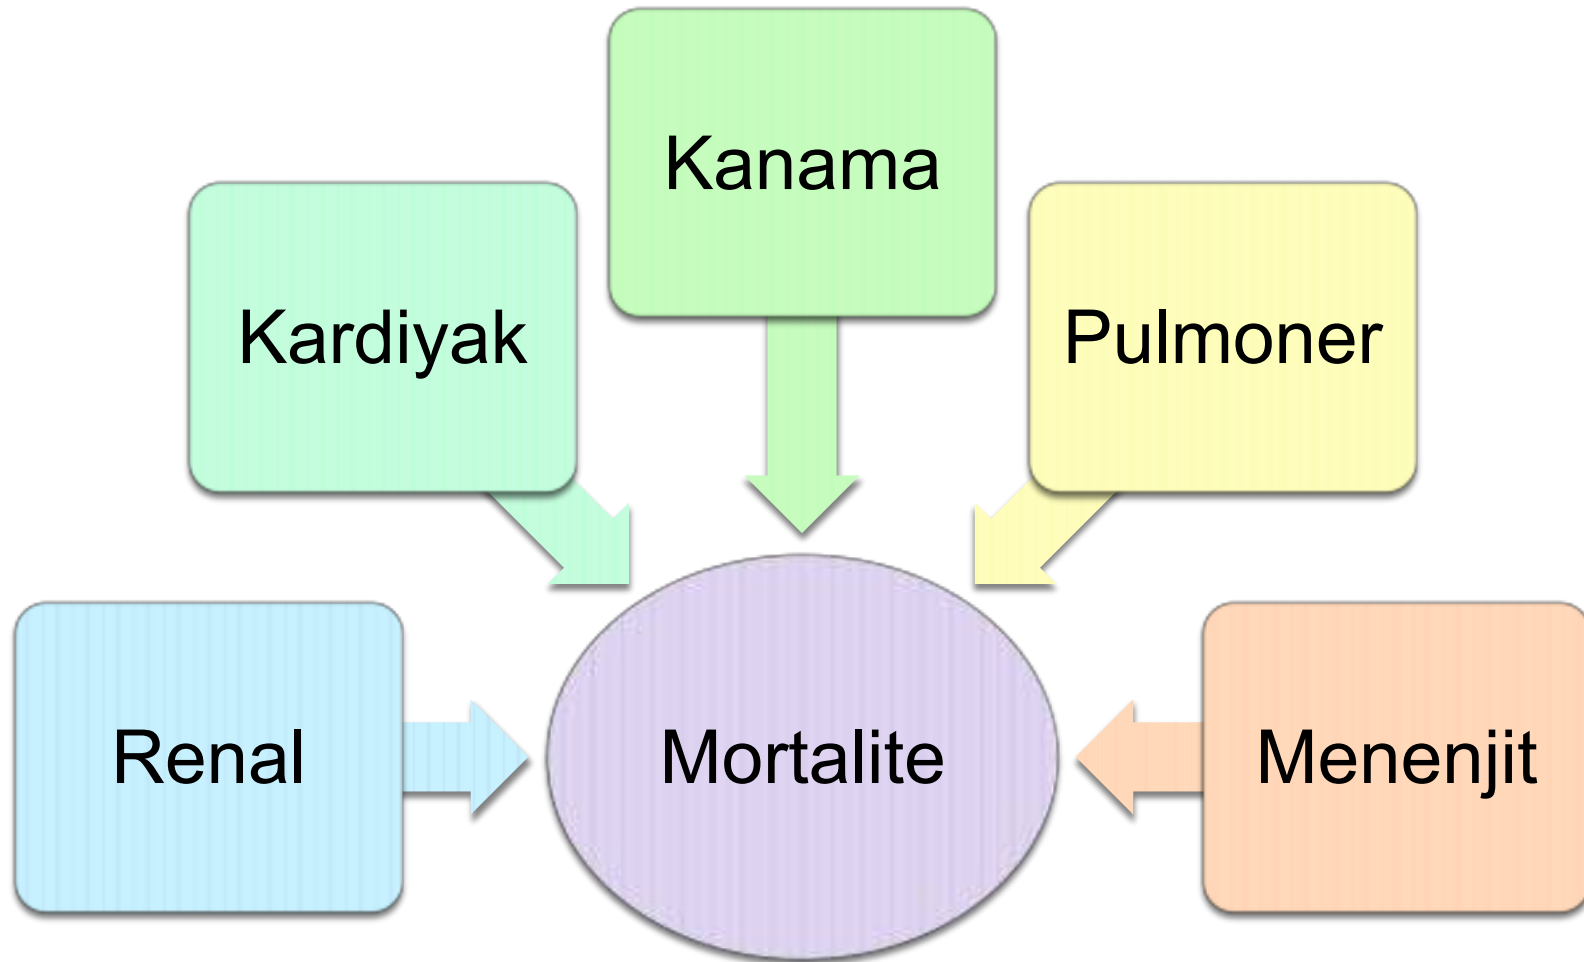 Kanama
Kardiyak
Pulmoner
Renal
Mortalite
Menenjit